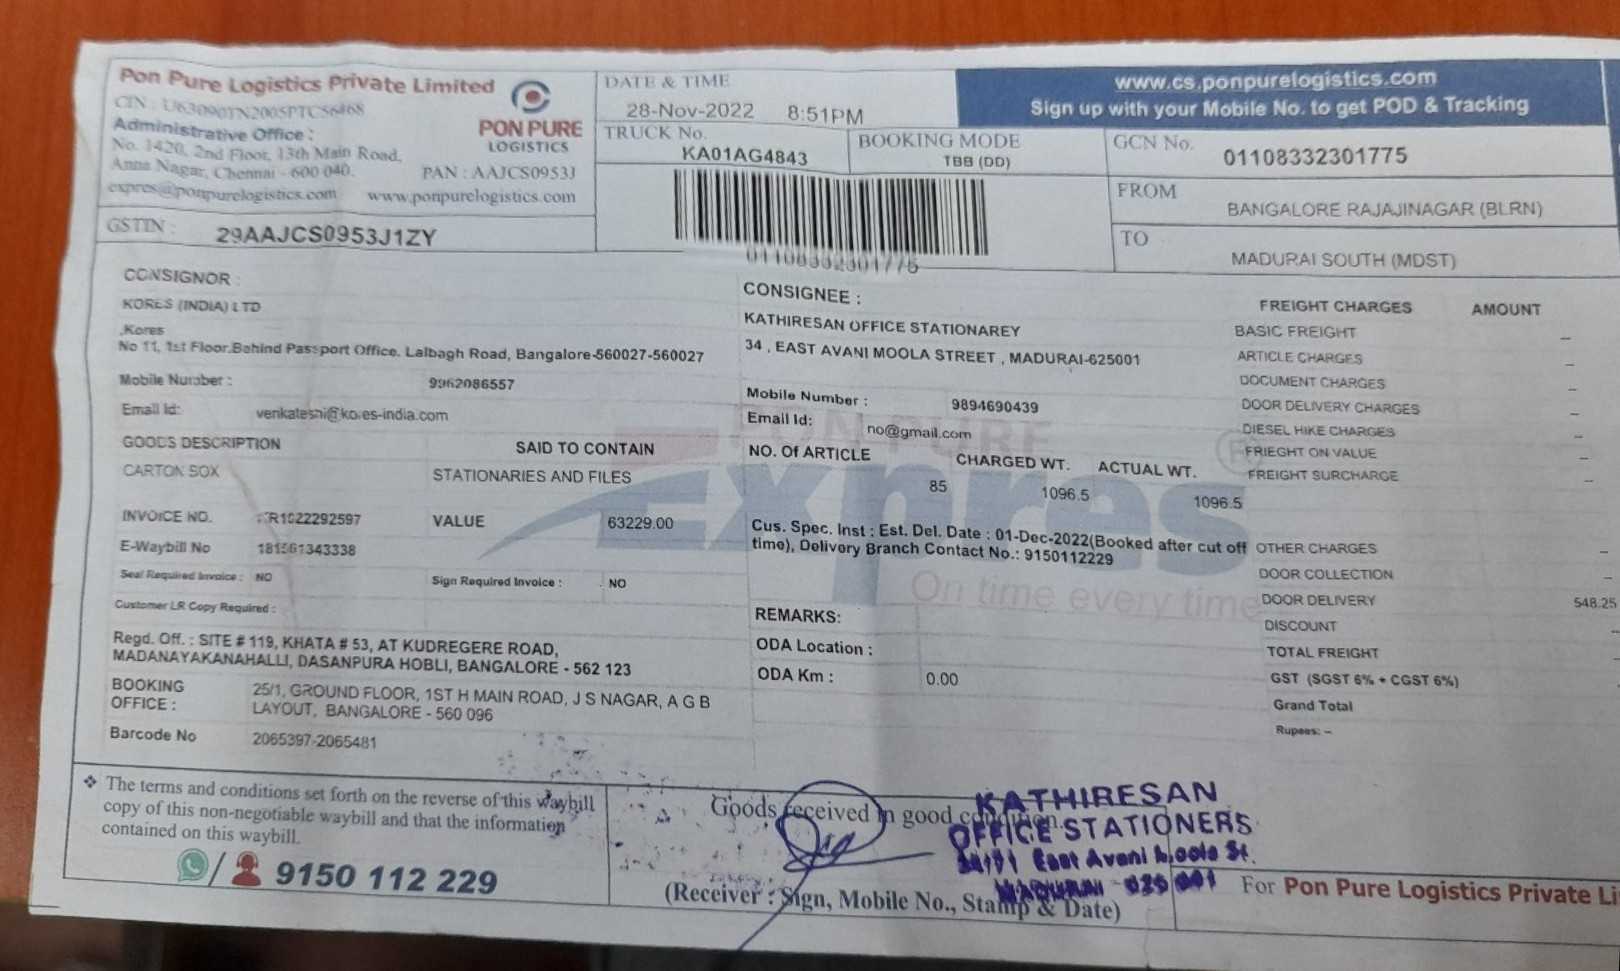 Pon Pure Logistics Private Limited
CIN : U63090TN2005PTC56468
Administrative Office :
No. 1420, 2nd Floor, 13th Main Road,
Anna Nagar, Chennai - 600 040.
PAN : AAJCS0953J
expres@ponpurelogistics.com www.ponpurelogistics.com
PON PURE
LOGISTICS
GSTIN : 29AAJCS0953J1ZY
DATE & TIME
28-Nov-2022 8:51PM
TRUCK No.
KA01AG4843
BOOKING MODE
TBB (DD)
01108332301775
www.cs.ponpurelogistics.com
Sign up with your Mobile No. to get POD & Tracking
GCN No. 01108332301775
FROM
BANGALORE RAJAJINAGAR (BLRN)
TO
MADURAI SOUTH (MDST)
CONSIGNOR :
KORES (INDIA) LTD
,Kores
No 11, 1st Floor.Behind Passport Office. Lalbagh Road, Bangalore-560027-560027
Mobile Number : 9962086557
Email Id: @kores-india.com
GOODS DESCRIPTION SAID TO CONTAIN
CARTON BOX STATIONARIES AND FILES
INVOICE NO. VALUE 63229.00
E-Waybill No 181561343338
Seal Required Invoice : NO Sign Required Invoice : NO
Customer LR Copy Required :
Regd. Off. : SITE # 119, KHATA # 53, AT KUDREGERE ROAD,
MADANAYAKANAHALLI, DASANPURA HOBLI, BANGALORE - 562 123
BOOKING OFFICE : 25/1, GROUND FLOOR, 1ST H MAIN ROAD, J S NAGAR, A G B
LAYOUT, BANGALORE - 560 096
Barcode No 2065397-2065481
CONSIGNEE :
KATHIRESAN OFFICE STATIONAREY
34 , EAST AVANI MOOLA STREET , MADURAI-625001
Mobile Number : 9894690439
Email Id: no@gmail.com
NO. Of ARTICLE CHARGED WT. ACTUAL WT.
85 1096.5 1096.5
Cus. Spec. Inst : Est. Del. Date : 01-Dec-2022(Booked after cut off
time), Delivery Branch Contact No.: 9150112229
REMARKS:
ODA Location :
ODA Km : 0.00
PON PURE
Expres
On time every time
FREIGHT CHARGES AMOUNT
BASIC FREIGHT –
ARTICLE CHARGES –
DOCUMENT CHARGES –
DOOR DELIVERY CHARGES –
DIESEL HIKE CHARGES –
FRIEGHT ON VALUE –
FREIGHT SURCHARGE –
OTHER CHARGES –
DOOR COLLECTION –
DOOR DELIVERY 548.25
DISCOUNT
TOTAL FREIGHT
GST (SGST 6% + CGST 6%)
Grand Total
Rupees: –
❖ The terms and conditions set forth on the reverse of this waybill
copy of this non-negotiable waybill and that the information
contained on this waybill.
/ 9150 112 229
Goods received in good condition.
(Receiver : Sign, Mobile No., Stamp & Date)
KATHIRESAN
OFFICE STATIONERS
East Avani Moola St.
MADURAI - 625 001
For Pon Pure Logistics Private Li